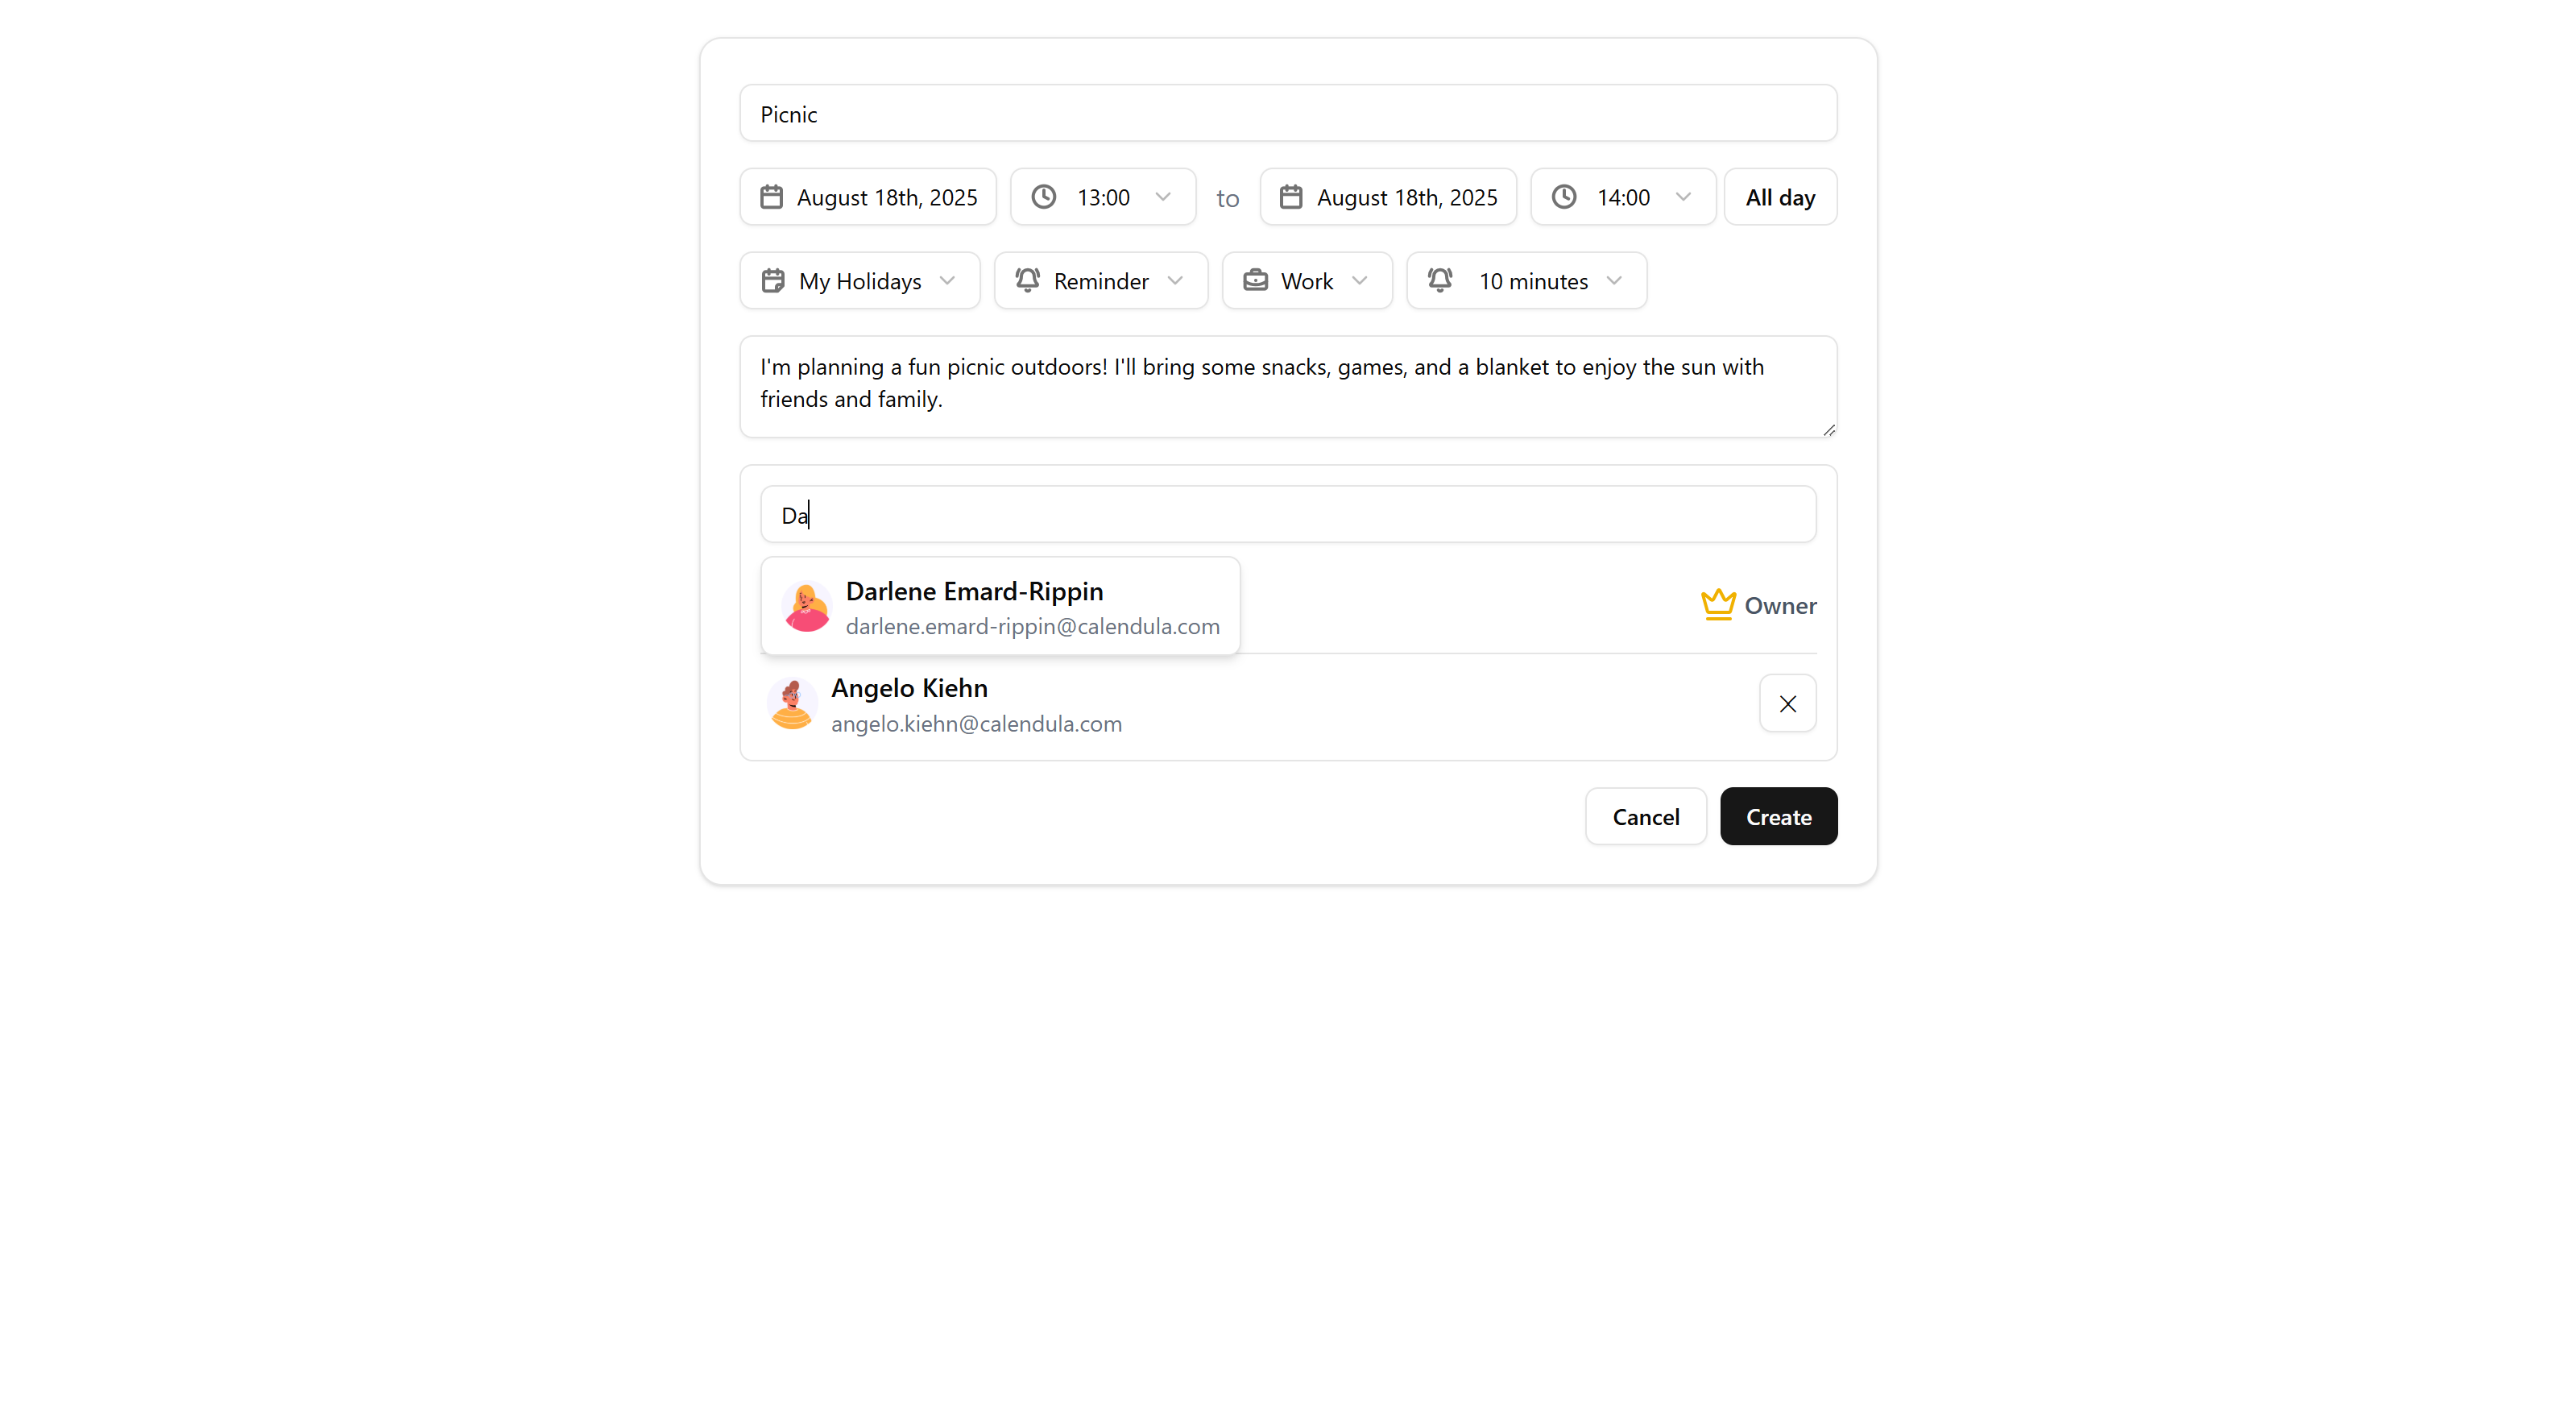 Picnic
August 18th, 2025 13:00 to August 18th, 2025 14:00 All day
My Holidays Reminder Work 10 minutes
I'm planning a fun picnic outdoors! I'll bring some snacks, games, and a blanket to enjoy the sun with
friends and family.
Da
Darlene Emard-Rippin
darlene.emard-rippin@calendula.com
Owner
Angelo Kiehn
angelo.kiehn@calendula.com
Cancel Create